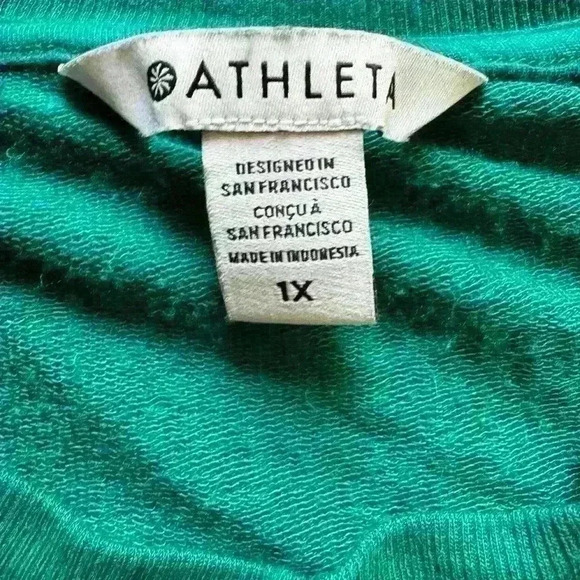 ATHLETA
DESIGNED IN
SAN FRANCISCO
CONÇU À
SAN FRANCISCO
MADE IN INDONESIA
1X